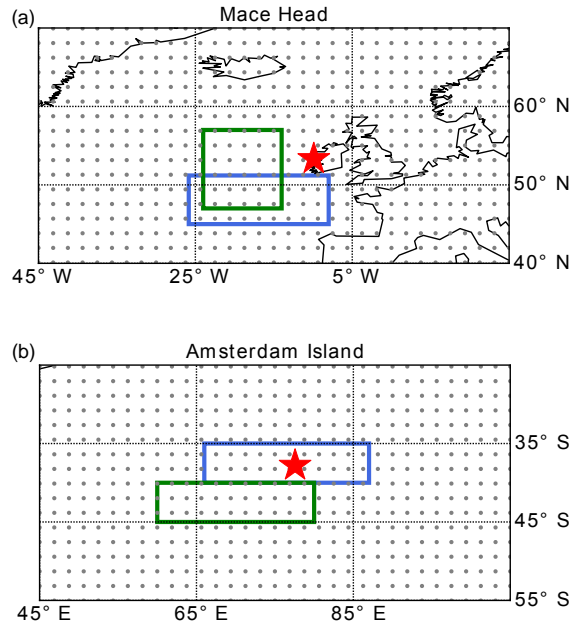 (a) Mace Head
60° N
50° N
40° N
45° W 25° W 5° W
(b) Amsterdam Island
35° S
45° S
55° S
45° E 65° E 85° E